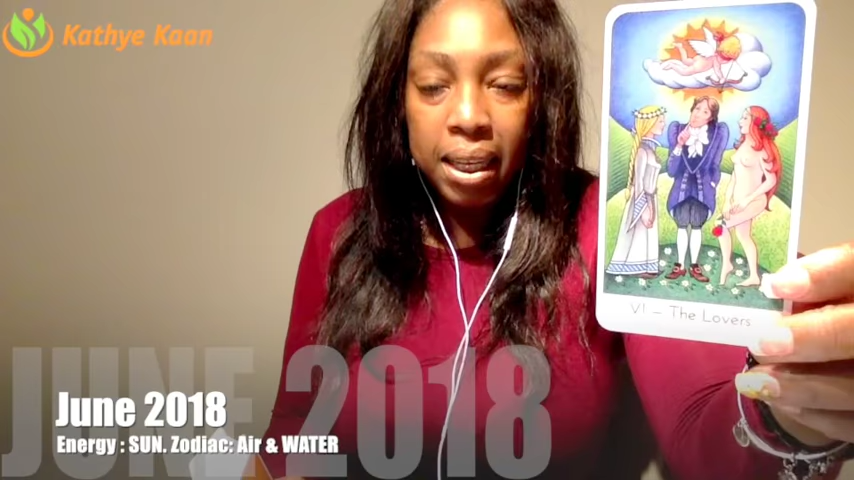 Kathye Kaan
VI - The Lovers
JUNE 2018
June 2018
Energy : SUN. Zodiac: Air & WATER